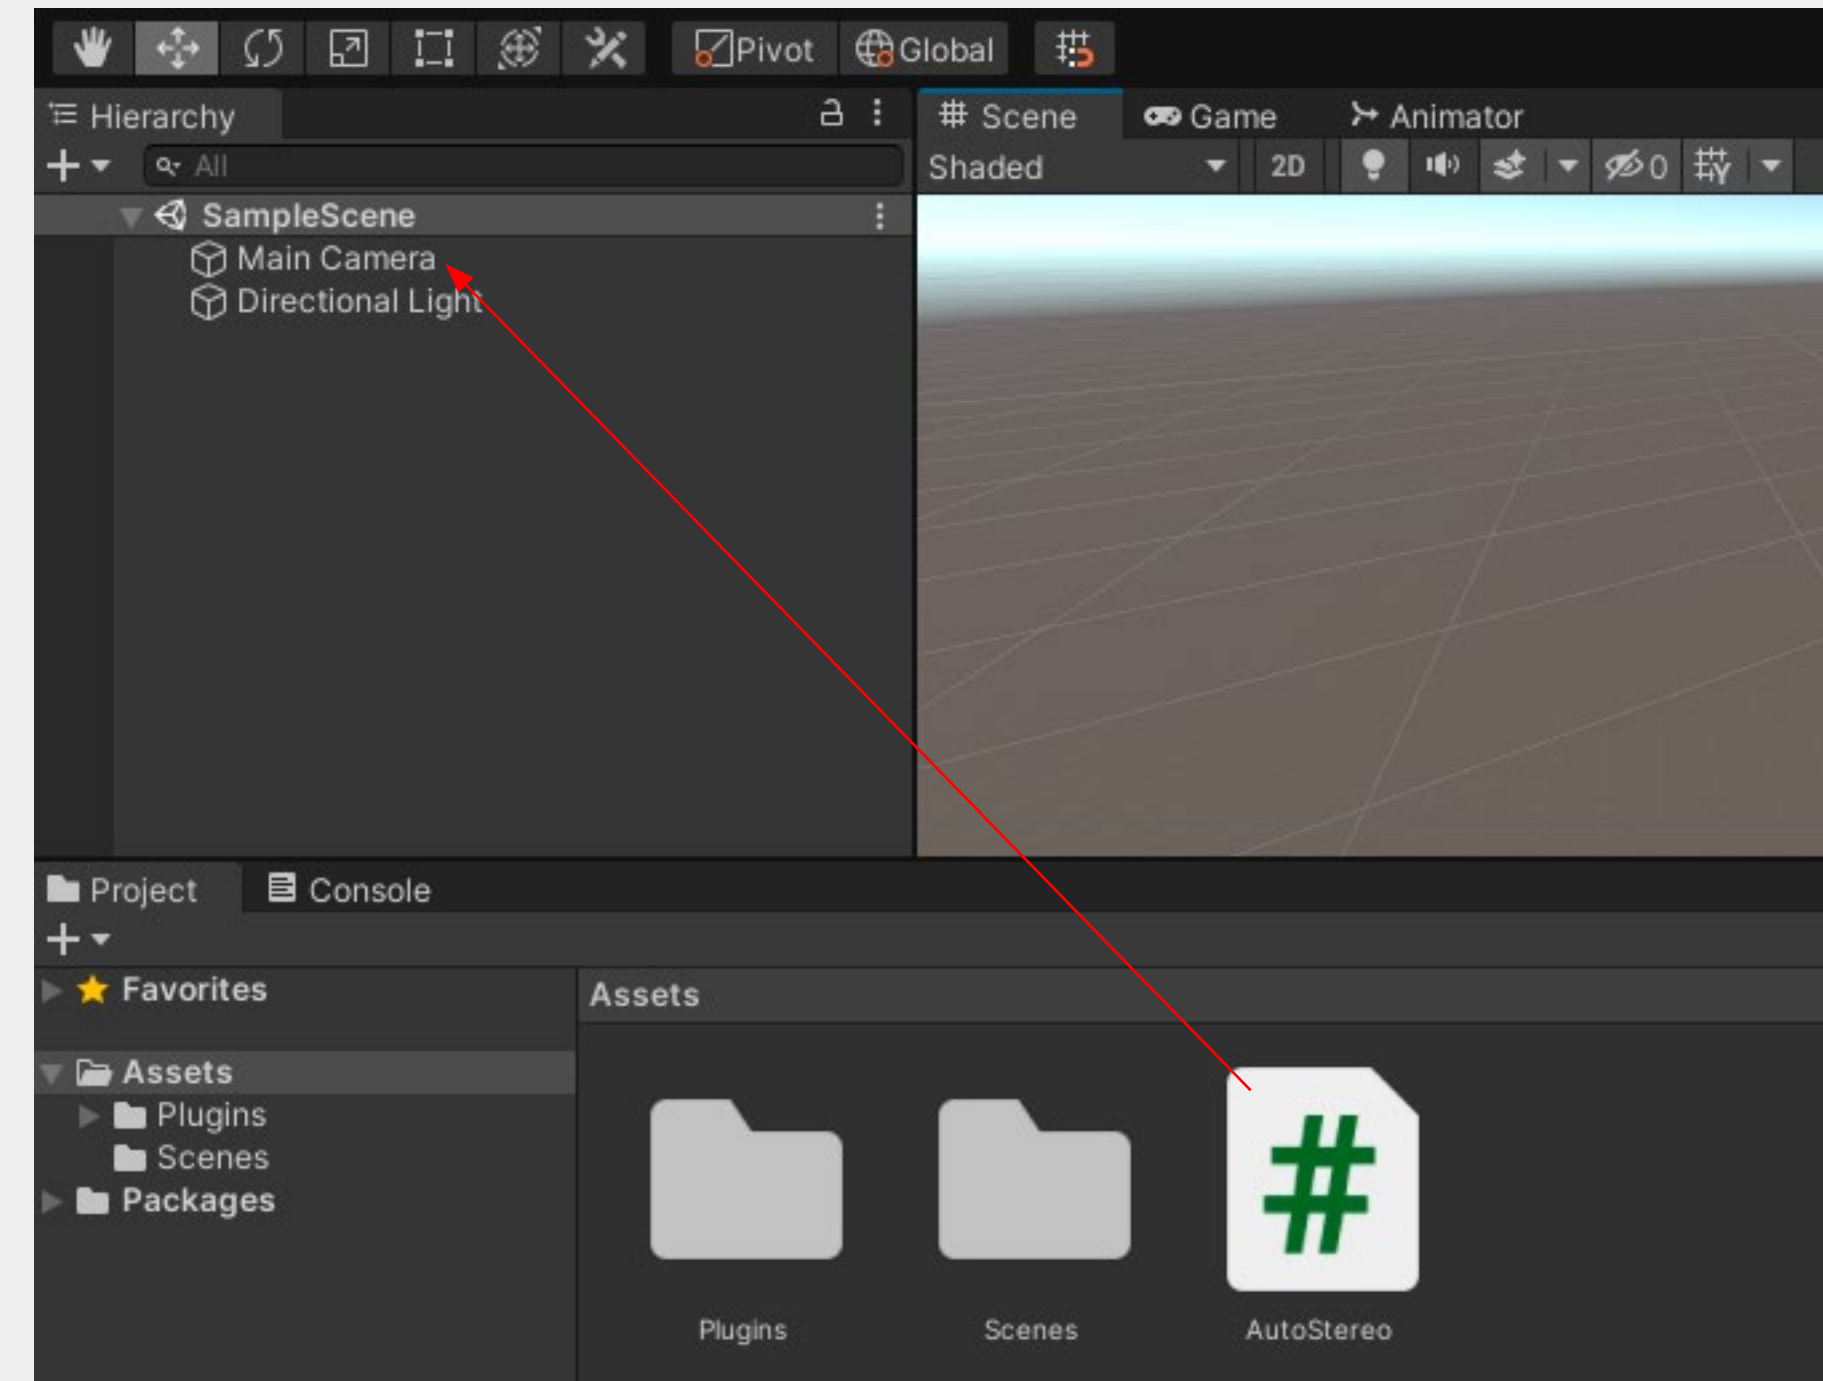 Pivot Global
Hierarchy
All
SampleScene
Main Camera
Directional Light
Scene Game Animator
Shaded 2D 0
Project Console
Favorites
Assets
Plugins
Scenes
Packages
Assets
Plugins Scenes AutoStereo